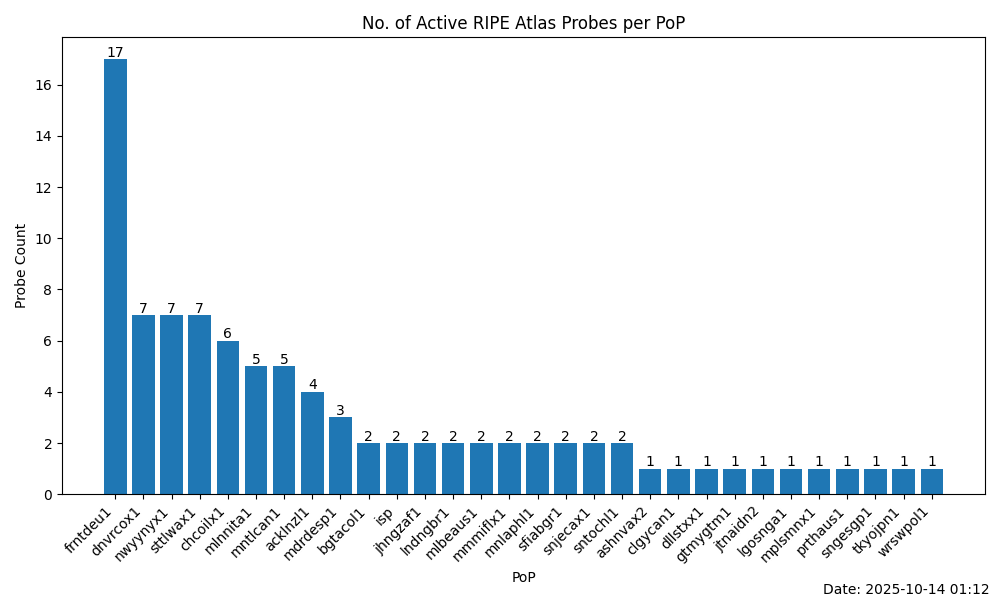 No. of Active RIPE Atlas Probes per PoP
17
7
7
7
6
5
5
4
3
2
2
2
2
2
2
2
2
2
2
1
1
1
1
1
1
1
1
1
1
1
16
14
12
10
8
6
4
2
0
Probe Count
frntdeu1
dnvrcox1
nwyynyx1
sttlwax1
chcoilx1
mlnnita1
mntlcan1
acklnzl1
mdrdesp1
bgtacol1
isp
jhngzaf1
lndngbr1
mlbeaus1
mmmiflx1
mnlaphl1
sfiabgr1
snjecax1
sntochl1
ashnvax2
clgycan1
dllstxx1
gtmygtm1
jtnaidn2
lgosnga1
mplsmnx1
prthaus1
sngesgp1
tkyojpn1
wrswpol1
PoP
Date: 2025-10-14 01:12